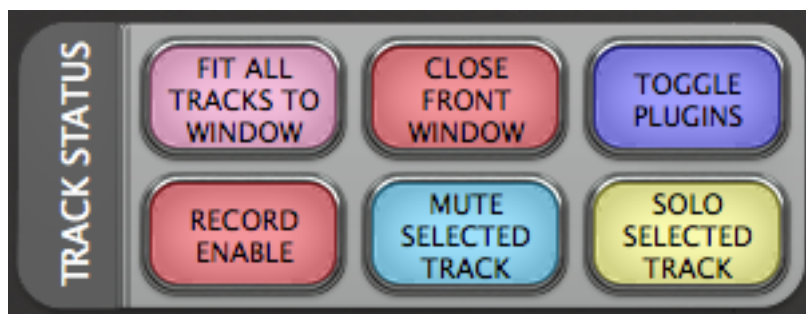 TRACK STATUS
FIT ALL
TRACKS TO
WINDOW
CLOSE
FRONT
WINDOW
TOGGLE
PLUGINS
RECORD
ENABLE
MUTE
SELECTED
TRACK
SOLO
SELECTED
TRACK